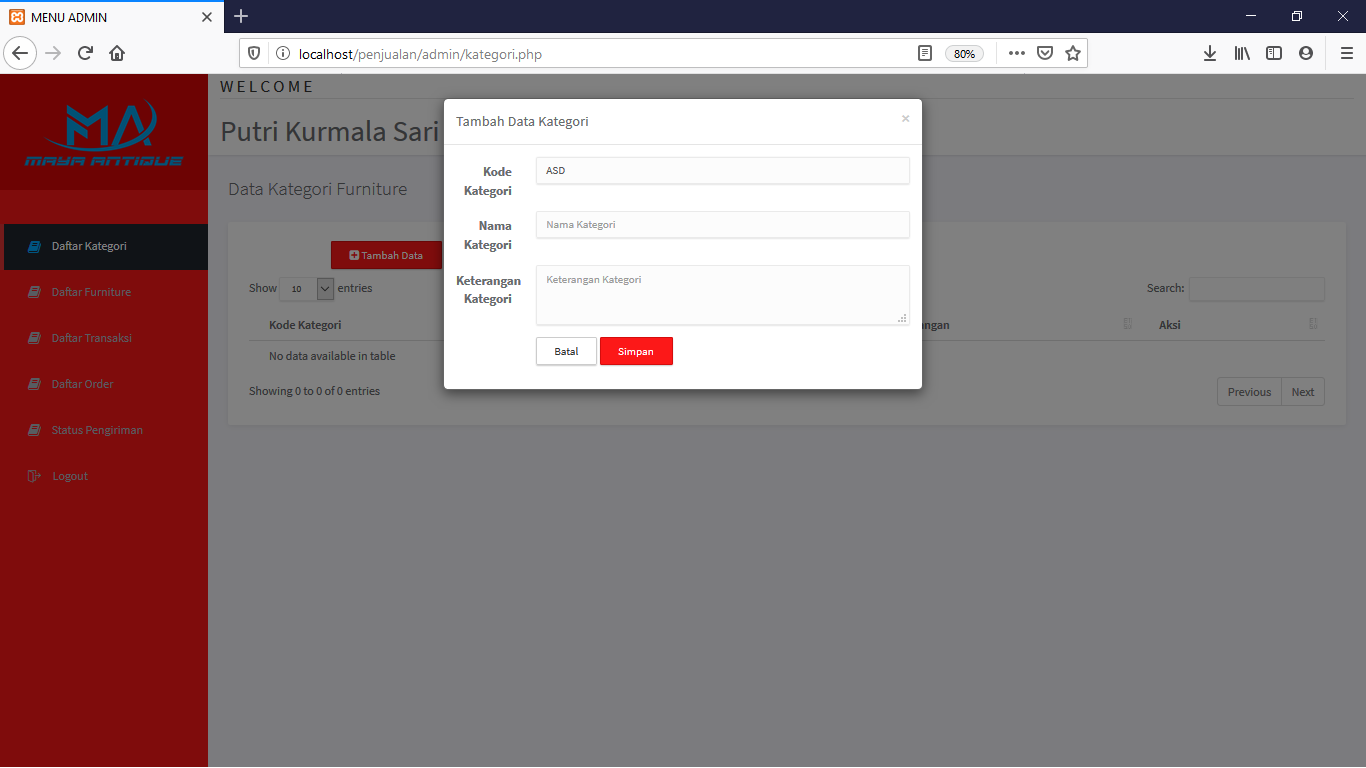 MENU ADMIN
localhost/penjualan/admin/kategori.php
80%
MA
MAYA ANTIQUE
WELCOME
Putri Kurmala Sari
Data Kategori Furniture
Daftar Kategori
Daftar Furniture
Daftar Transaksi
Daftar Order
Status Pengiriman
Logout
Tambah Data
Show 10 entries
Search:
Kode Kategori
Aksi
No data available in table
Showing 0 to 0 of 0 entries
Previous Next
Tambah Data Kategori ×
Kode Kategori
ASD
Nama Kategori
Nama Kategori
Keterangan Kategori
Keterangan Kategori
Batal Simpan